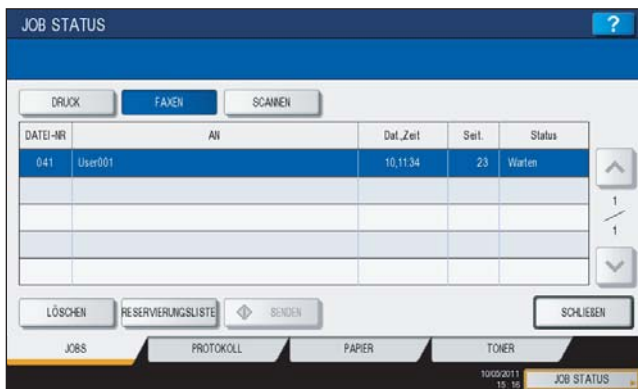 JOB STATUS ?
DRUCK FAXEN SCANNEN
DATEI-NR AN Dat.,Zeit Seit. Status
041 User001 10,11:34 23 Warten
1
1
LÖSCHEN RESERVIERUNGSLISTE SENDEN SCHLIEßEN
JOBS PROTOKOLL PAPIER TONER
10/05/2011
15 16 JOB STATUS